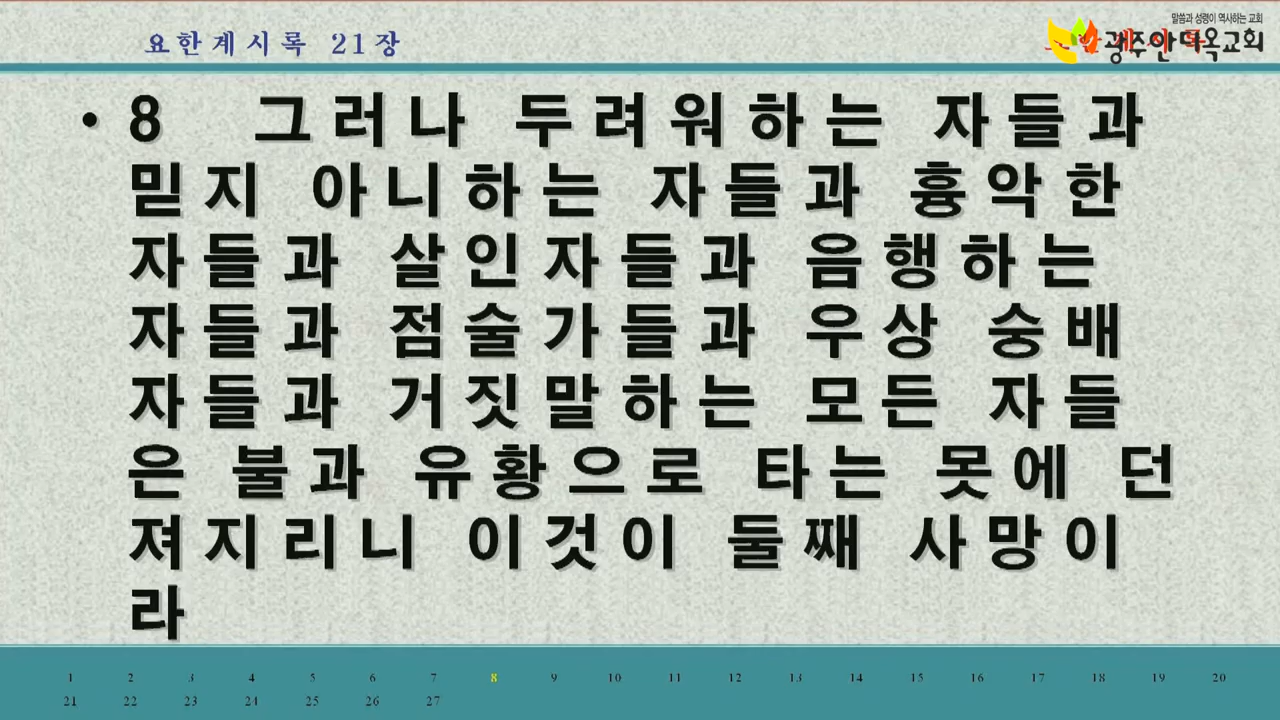 요한계시록 21장
말씀과 성령이 역사하는 교회
광주안디옥교회
• 8 그러나 두려워하는 자들과
믿지 아니하는 자들과 흉악한
자들과 살인자들과 음행하는
자들과 점술가들과 우상 숭배
자들과 거짓말하는 모든 자들
은 불과 유황으로 타는 못에 던
져지리니 이것이 둘째 사망이
라
1 2 3 4 5 6 7 8 9 10 11 12 13 14 15 16 17 18 19 20
21 22 23 24 25 26 27